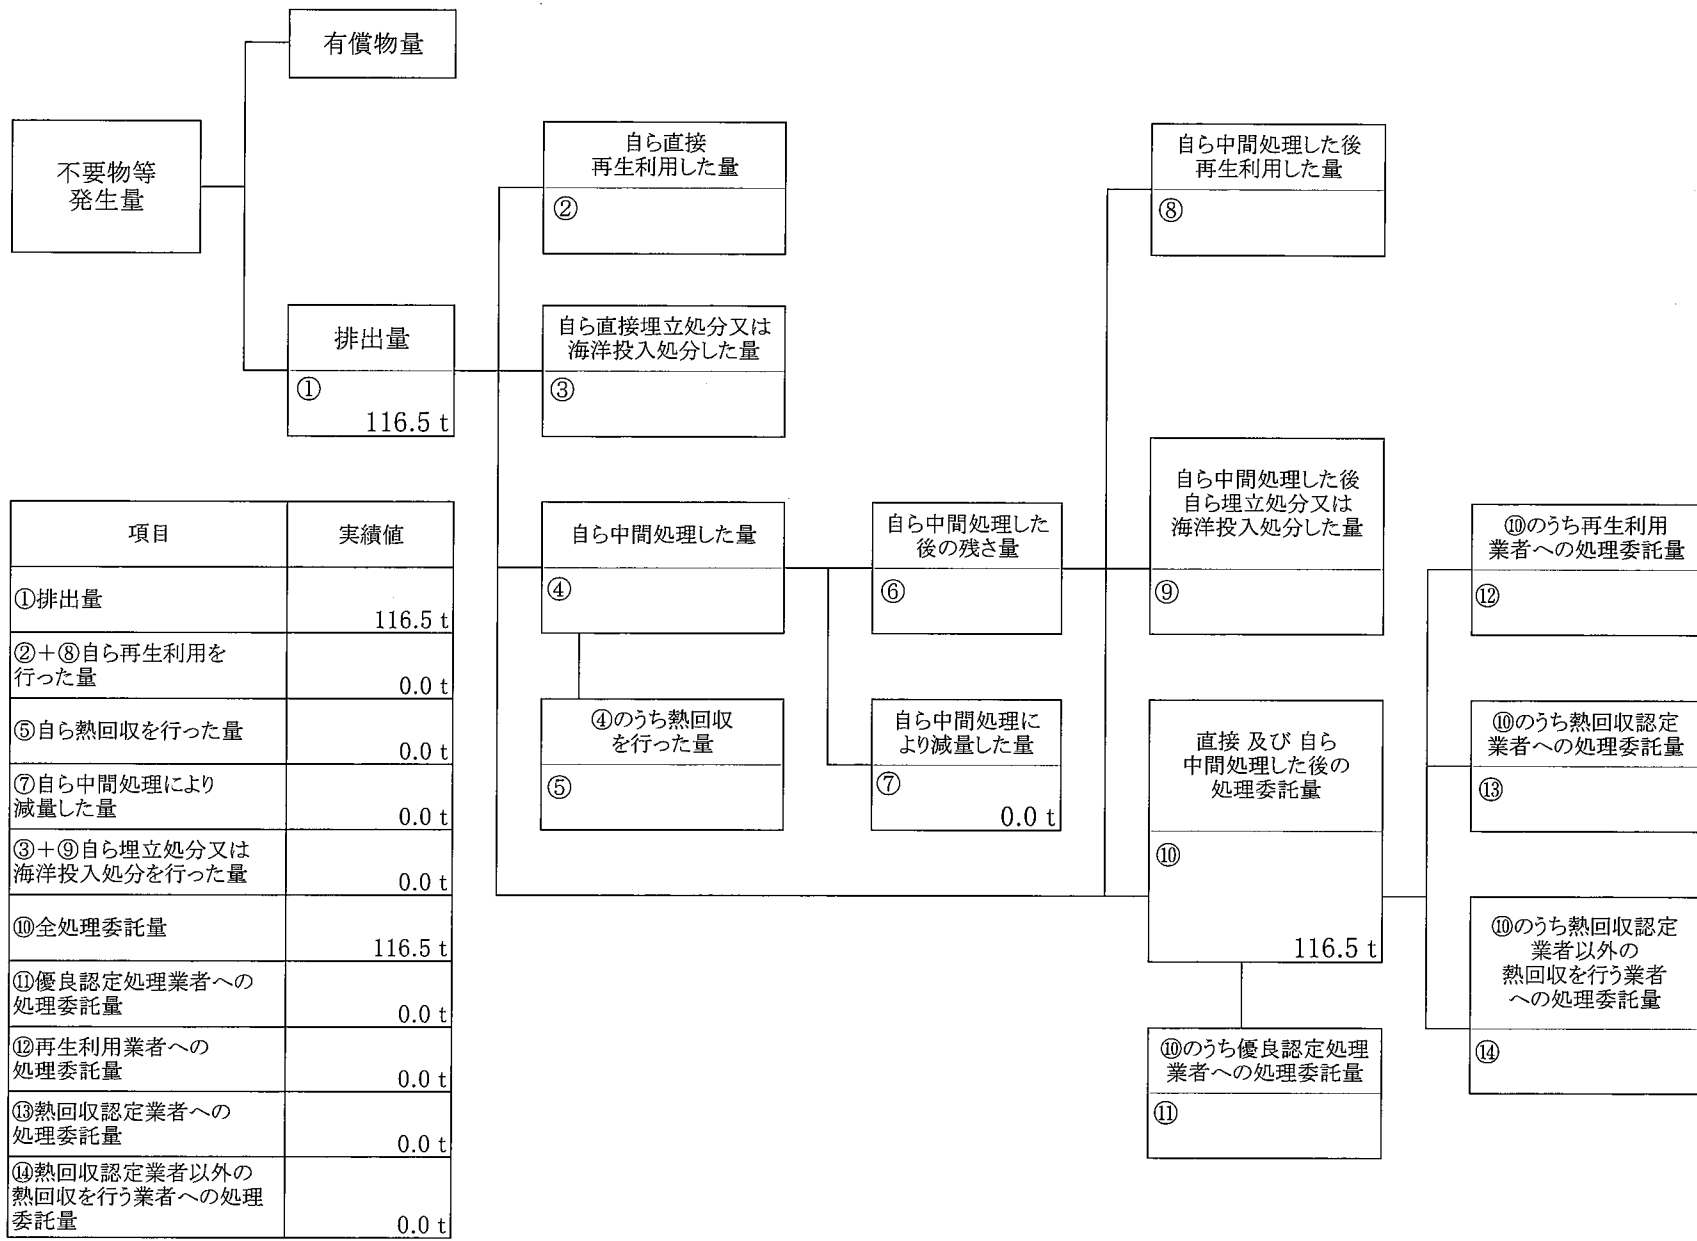 有償物量
不要物等
発生量
排出量
①
116.5 t
自ら直接
再生利用した量
②
自ら直接埋立処分又は
海洋投入処分した量
③
自ら中間処理した量
④
④のうち熱回収
を行った量
⑤
自ら中間処理した
後の残さ量
⑥
自ら中間処理に
より減量した量
⑦
0.0 t
自ら中間処理した後
再生利用した量
⑧
自ら中間処理した後
自ら埋立処分又は
海洋投入処分した量
⑨
直接 及び 自ら
中間処理した後の
処理委託量
⑩
116.5 t
⑩のうち優良認定処理
業者への処理委託量
⑪
⑩のうち再生利用
業者への処理委託量
⑫
⑩のうち熱回収認定
業者への処理委託量
⑬
⑩のうち熱回収認定
業者以外の
熱回収を行う業者
への処理委託量
⑭
項目 実績値
①排出量
116.5 t
②+⑧自ら再生利用を
行った量
0.0 t
⑤自ら熱回収を行った量
0.0 t
⑦自ら中間処理により
減量した量
0.0 t
③+⑨自ら埋立処分又は
海洋投入処分を行った量
0.0 t
⑩全処理委託量
116.5 t
⑪優良認定処理業者への
処理委託量
0.0 t
⑫再生利用業者への
処理委託量
0.0 t
⑬熱回収認定業者への
処理委託量
0.0 t
⑭熱回収認定業者以外の
熱回収を行う業者への処理
委託量
0.0 t